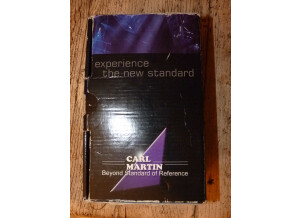 experience
the new standard
CARL
MARTIN
Beyond Standard of Reference